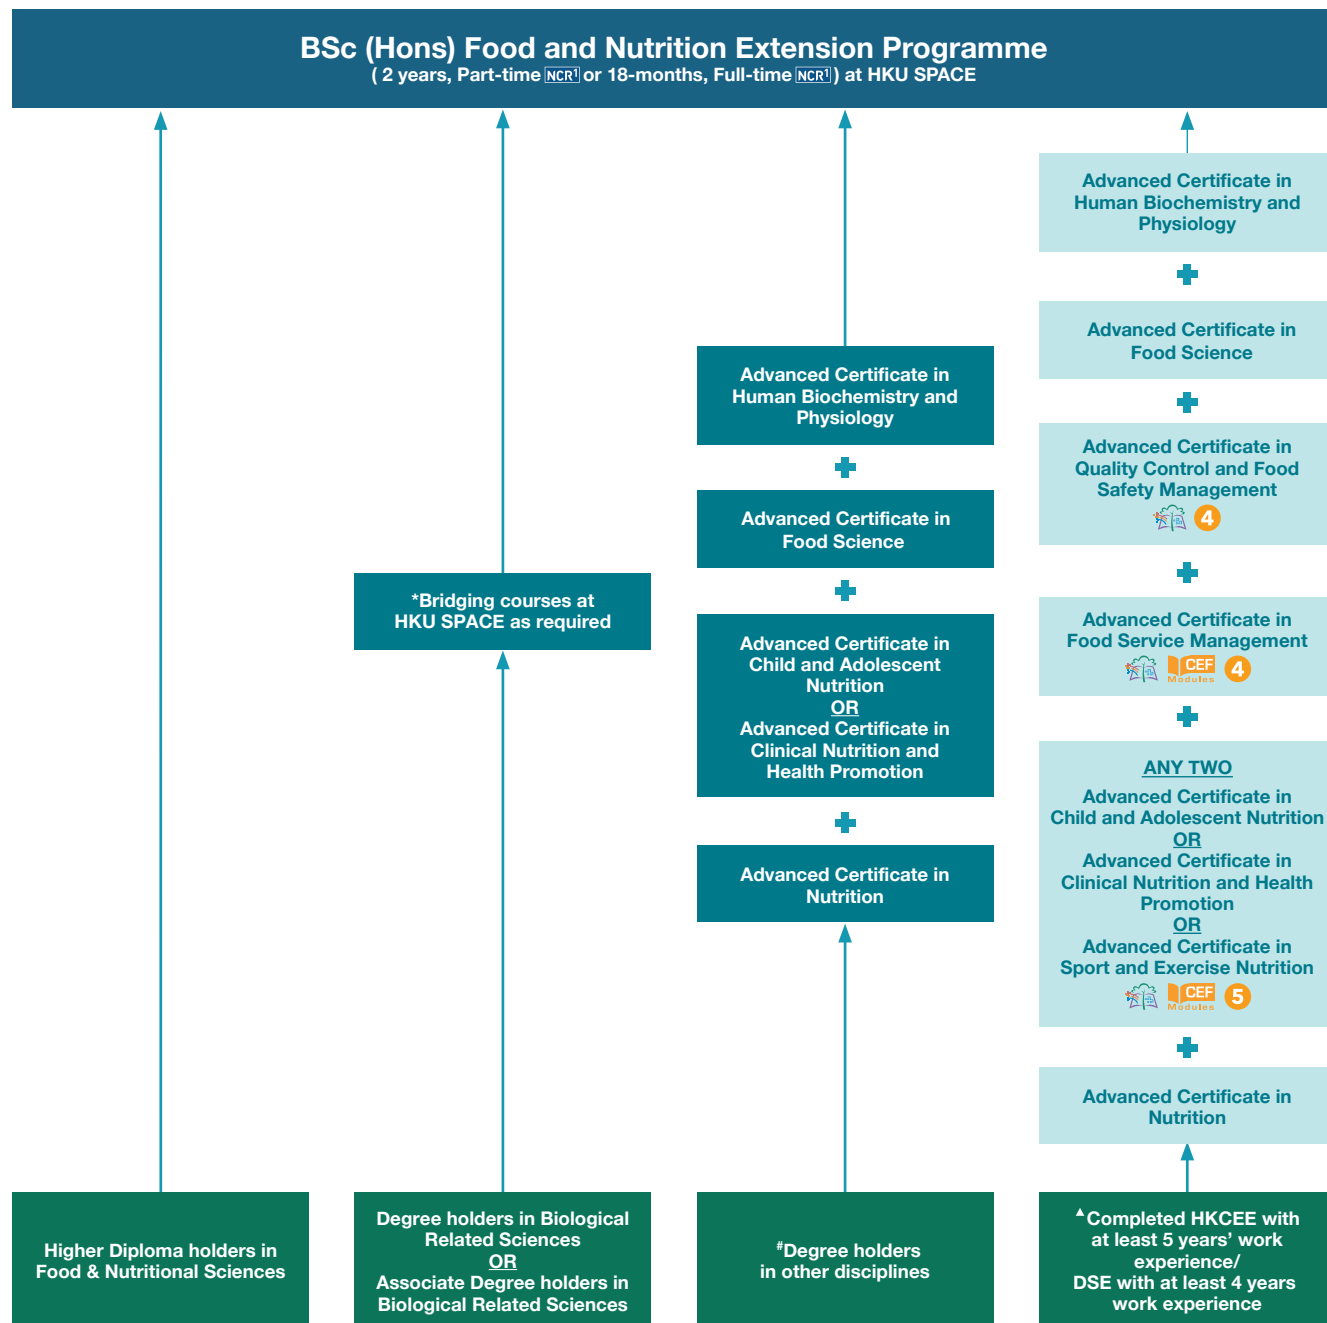 BSc (Hons) Food and Nutrition Extension Programme
( 2 years, Part-time NCR1 or 18-months, Full-time NCR1 ) at HKU SPACE
Advanced Certificate in
Human Biochemistry and
Physiology
Advanced Certificate in
Food Science
Advanced Certificate in
Quality Control and Food
Safety Management
4
Advanced Certificate in
Food Service Management
CEF
Modules
4
ANY TWO
Advanced Certificate in
Child and Adolescent Nutrition
OR
Advanced Certificate in
Clinical Nutrition and Health
Promotion
OR
Advanced Certificate in
Sport and Exercise Nutrition
CEF
Modules
5
Advanced Certificate in
Nutrition
Advanced Certificate in
Human Biochemistry and
Physiology
Advanced Certificate in
Food Science
Advanced Certificate in
Child and Adolescent
Nutrition
OR
Advanced Certificate in
Clinical Nutrition and
Health Promotion
Advanced Certificate in
Nutrition
*Bridging courses at
HKU SPACE as required
Higher Diploma holders in
Food & Nutritional Sciences
Degree holders in Biological
Related Sciences
OR
Associate Degree holders in
Biological Related Sciences
#Degree holders
in other disciplines
▲Completed HKCEE with
at least 5 years' work
experience/
DSE with at least 4 years
work experience